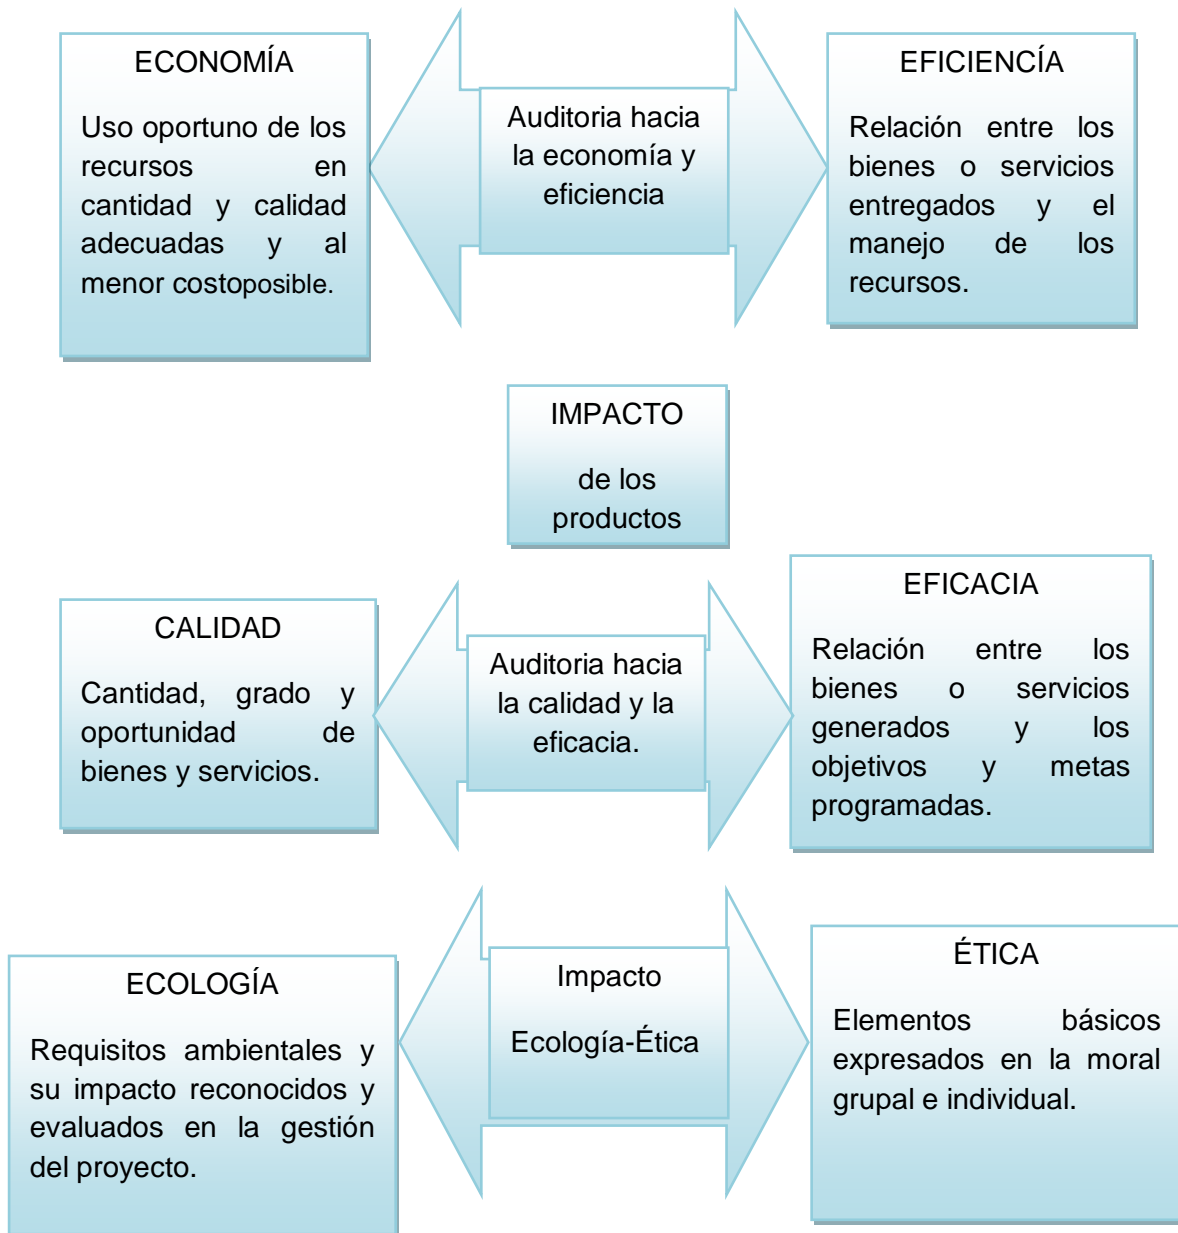 ECONOMÍA
Uso oportuno de los
recursos en
cantidad y calidad
adecuadas y al
menor costoposible.
Auditoria hacia
la economía y
eficiencia
EFICIENCÍA
Relación entre los
bienes o servicios
entregados y el
manejo de los
recursos.
IMPACTO
de los
productos
CALIDAD
Cantidad, grado y
oportunidad de
bienes y servicios.
Auditoria hacia
la calidad y la
eficacia.
EFICACIA
Relación entre los
bienes o servicios
generados y los
objetivos y metas
programadas.
ECOLOGÍA
Requisitos ambientales y
su impacto reconocidos y
evaluados en la gestión
del proyecto.
Impacto
Ecología-Ética
ÉTICA
Elementos básicos
expresados en la moral
grupal e individual.